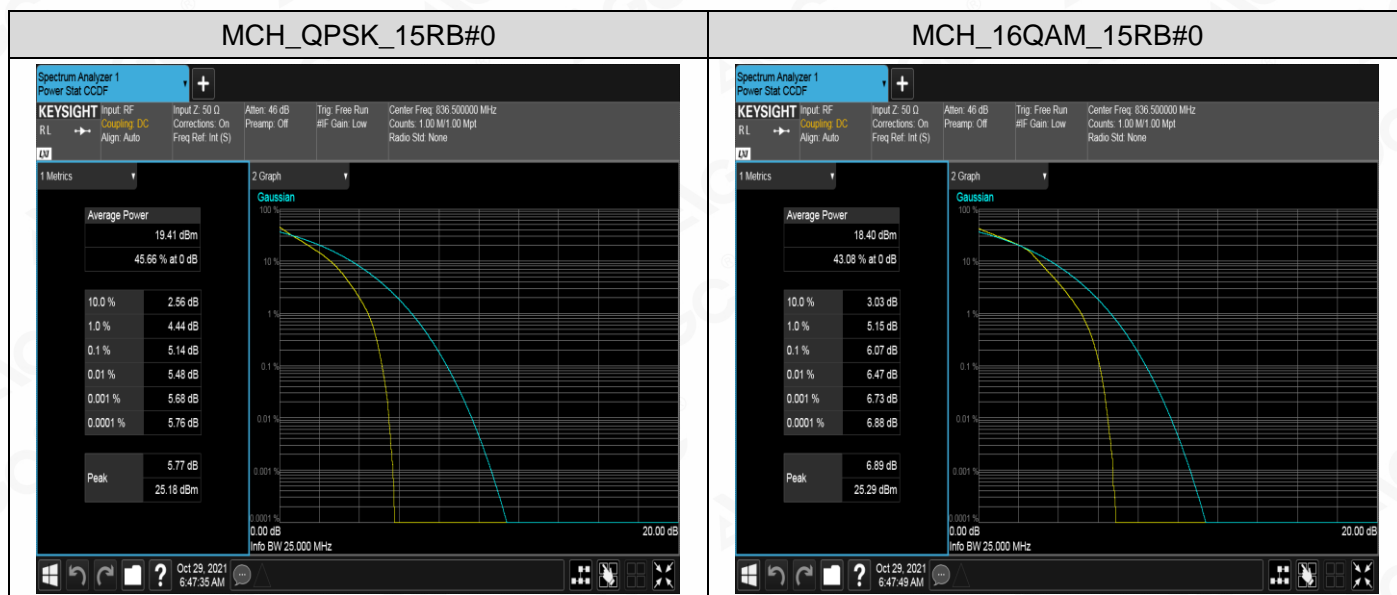 MCH_QPSK_15RB#0
Spectrum Analyzer 1
Power Stat CCDF
KEYSIGHT
RL
Input: RF
Coupling: DC
Align: Auto
Input Z: 50 Ω
Corrections: On
Freq Ref: Int (S)
Atten: 46 dB
Preamp: Off
Trig: Free Run
#IF Gain: Low
Center Freq: 836.500000 MHz
Counts: 1.00 M/1.00 Mpt
Radio Std: None
1 Metrics
Average Power
19.41 dBm
45.66 % at 0 dB
10.0 % 2.56 dB
1.0 % 4.44 dB
0.1 % 5.14 dB
0.01 % 5.48 dB
0.001 % 5.68 dB
0.0001 % 5.76 dB
Peak
5.77 dB
25.18 dBm
2 Graph
Gaussian
100 %
10 %
1 %
0.1 %
0.01 %
0.001 %
0.0001 %
0.00 dB
20.00 dB
Info BW 25.000 MHz
Oct 29, 2021
6:47:35 AM
MCH_16QAM_15RB#0
Spectrum Analyzer 1
Power Stat CCDF
KEYSIGHT
RL
Input: RF
Coupling: DC
Align: Auto
Input Z: 50 Ω
Corrections: On
Freq Ref: Int (S)
Atten: 46 dB
Preamp: Off
Trig: Free Run
#IF Gain: Low
Center Freq: 836.500000 MHz
Counts: 1.00 M/1.00 Mpt
Radio Std: None
1 Metrics
Average Power
18.40 dBm
43.08 % at 0 dB
10.0 % 3.03 dB
1.0 % 5.15 dB
0.1 % 6.07 dB
0.01 % 6.47 dB
0.001 % 6.73 dB
0.0001 % 6.88 dB
Peak
6.89 dB
25.29 dBm
2 Graph
Gaussian
100 %
10 %
1 %
0.1 %
0.01 %
0.001 %
0.0001 %
0.00 dB
20.00 dB
Info BW 25.000 MHz
Oct 29, 2021
6:47:49 AM